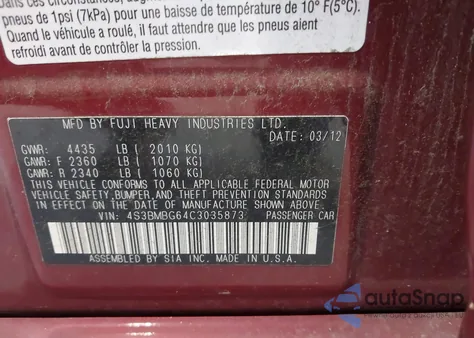 pneus de 1psi (7kPa) pour une baisse de température de 10° F(5°C).
Quand le véhicule a roulé, il faut attendre que les pneus aient
refroidi avant de contrôler la pression.
MFD BY FUJI HEAVY INDUSTRIES LTD.
DATE: 03/12
GVWR: 4435 LB ( 2010 KG)
GAWR: F 2360 LB ( 1070 KG)
GAWR: R 2340 LB ( 1060 KG)
THIS VEHICLE CONFORMS TO ALL APPLICABLE FEDERAL MOTOR
VEHICLE SAFETY,BUMPER,AND THEFT PREVENTION STANDARDS
IN EFFECT ON THE DATE OF MANUFACTURE SHOWN ABOVE.
VIN: 4S3BMBG64C3035873 PASSENGER CAR
ASSEMBLED BY SIA INC. MADE IN U.S.A.
autoSnap